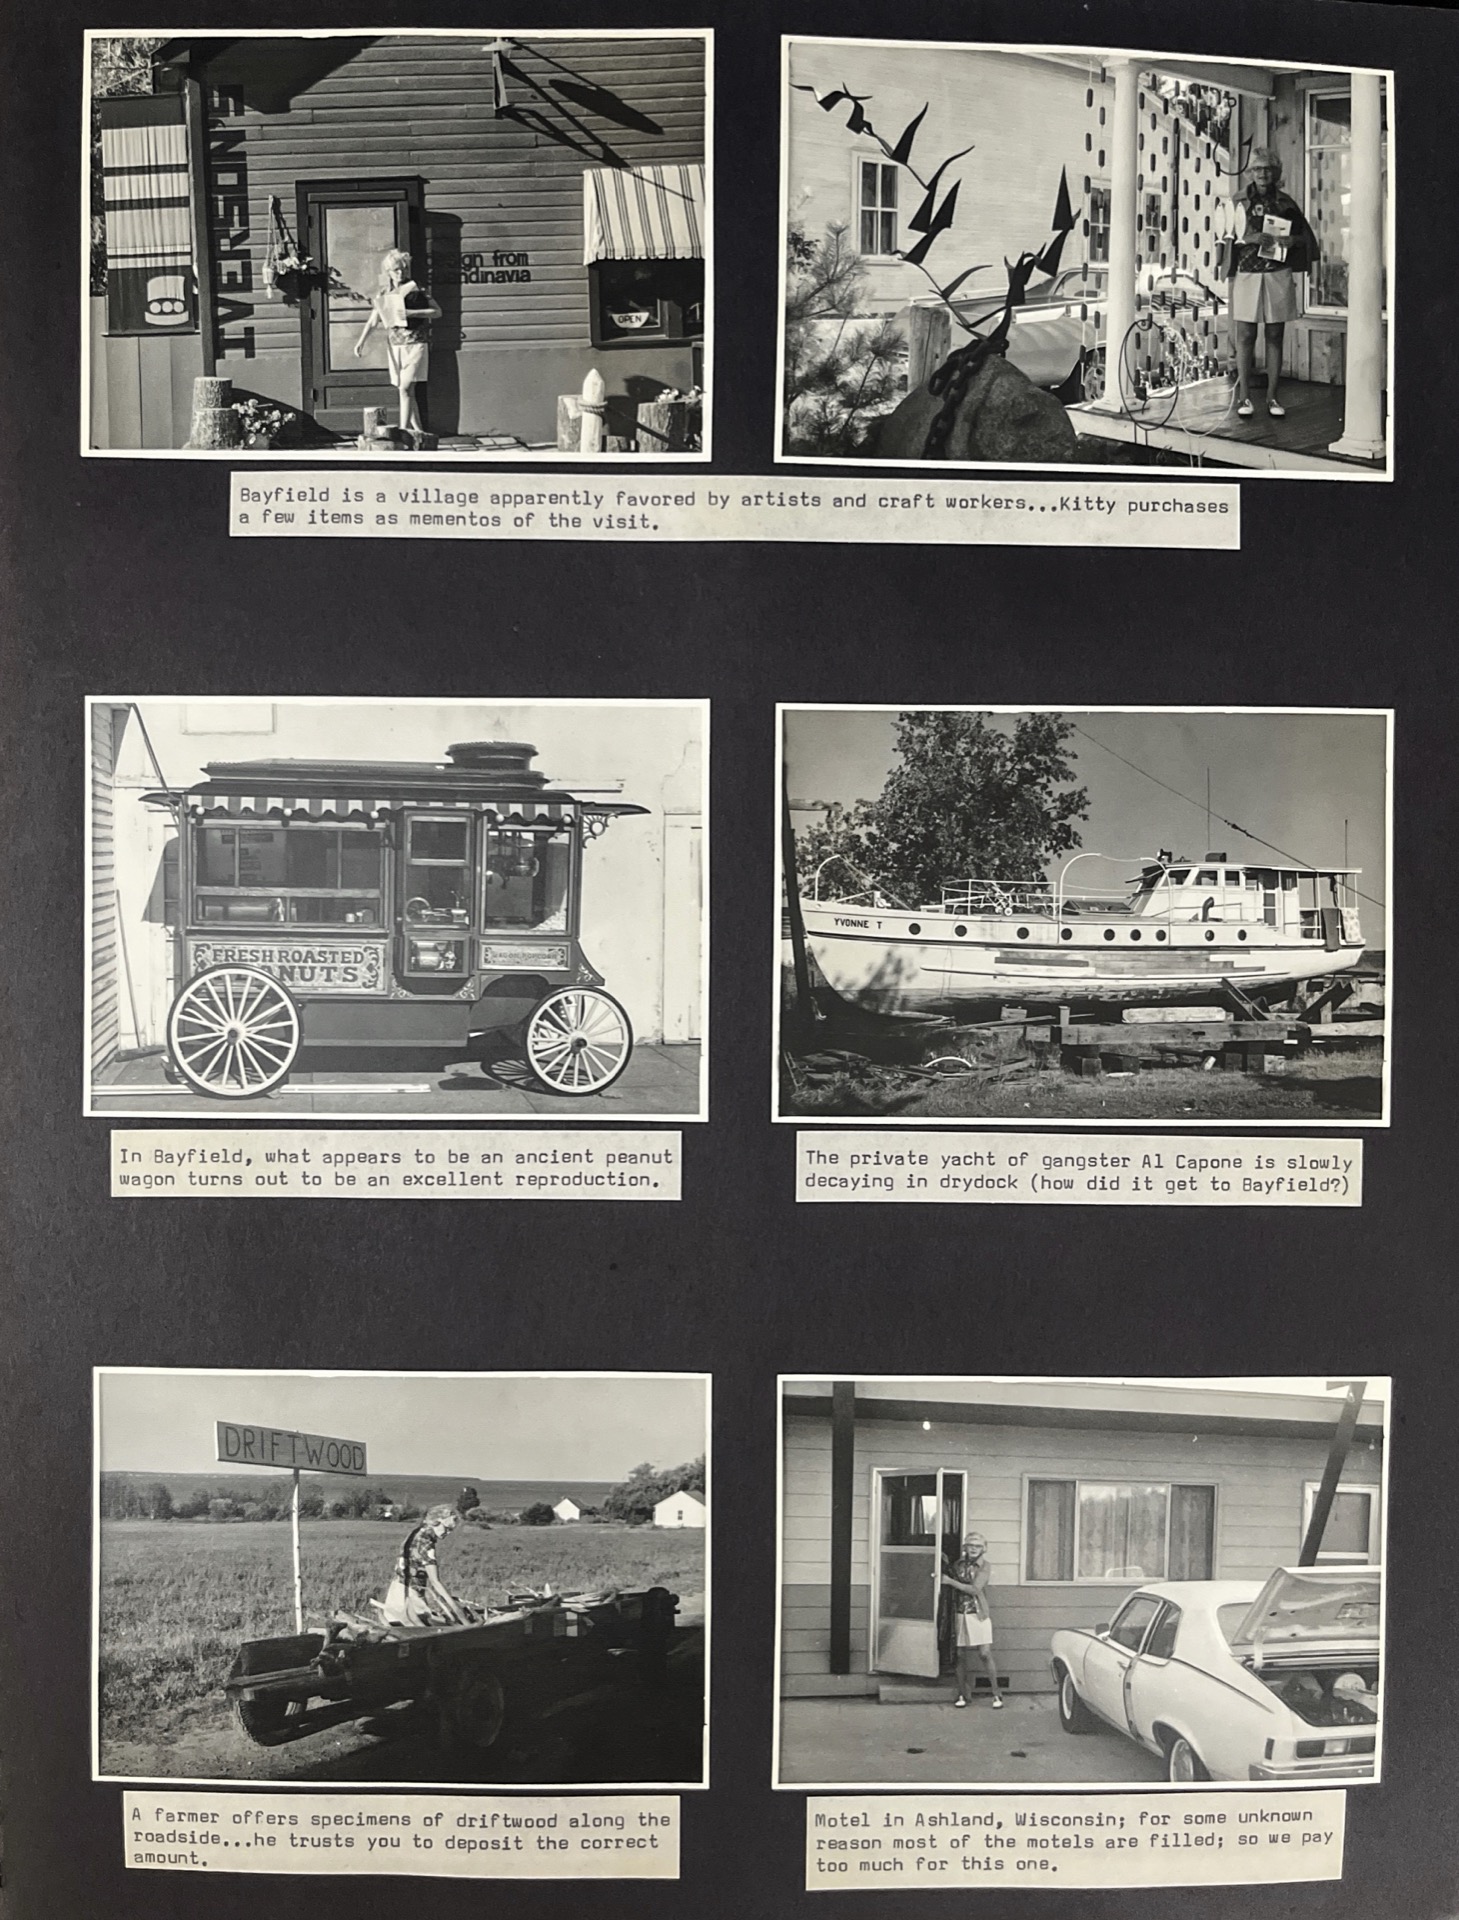 IVERSONS
gn from
ndinavia
OPEN
Bayfield is a village apparently favored by artists and craft workers...Kitty purchases
a few items as mementos of the visit.
FRESH ROASTED
ANUTS
YVONNE T
In Bayfield, what appears to be an ancient peanut
wagon turns out to be an excellent reproduction.
The private yacht of gangster Al Capone is slowly
decaying in drydock (how did it get to Bayfield?)
DRIFTWOOD
A farmer offers specimens of driftwood along the
roadside...he trusts you to deposit the correct
amount.
Motel in Ashland, Wisconsin; for some unknown
reason most of the motels are filled; so we pay
too much for this one.